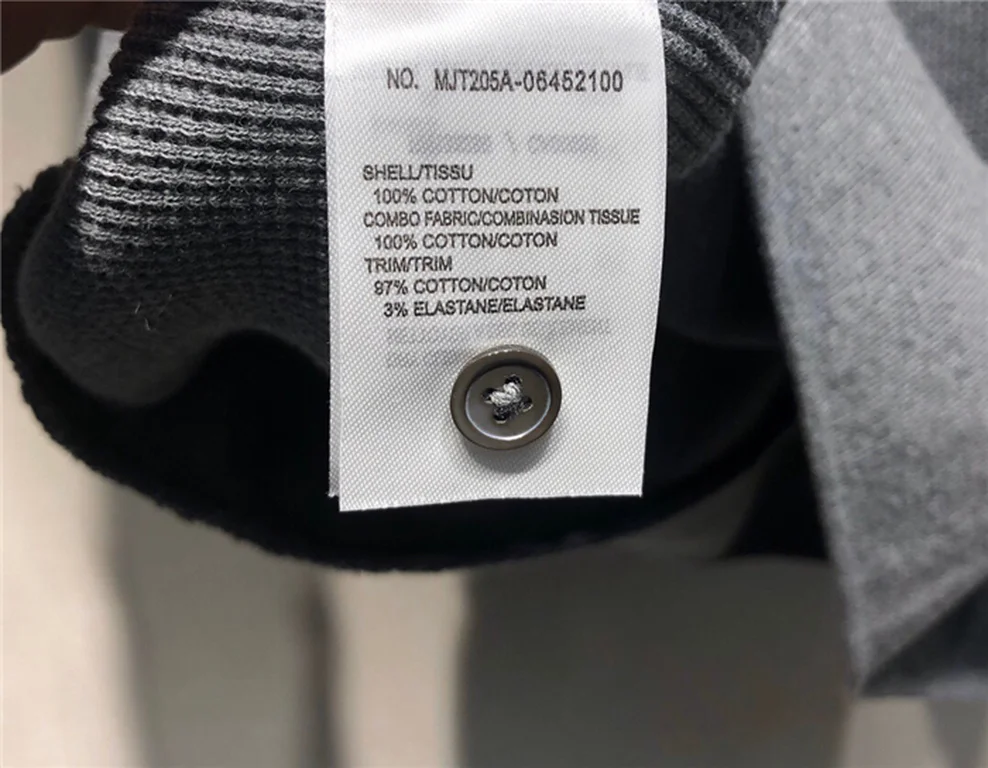 NO. MJT205A-06452100
SHELL/TISSU
100% COTTON/COTON
COMBO FABRIC/COMBINASION TISSUE
100% COTTON/COTON
TRIM/TRIM
97% COTTON/COTON
3% ELASTANE/ELASTANE